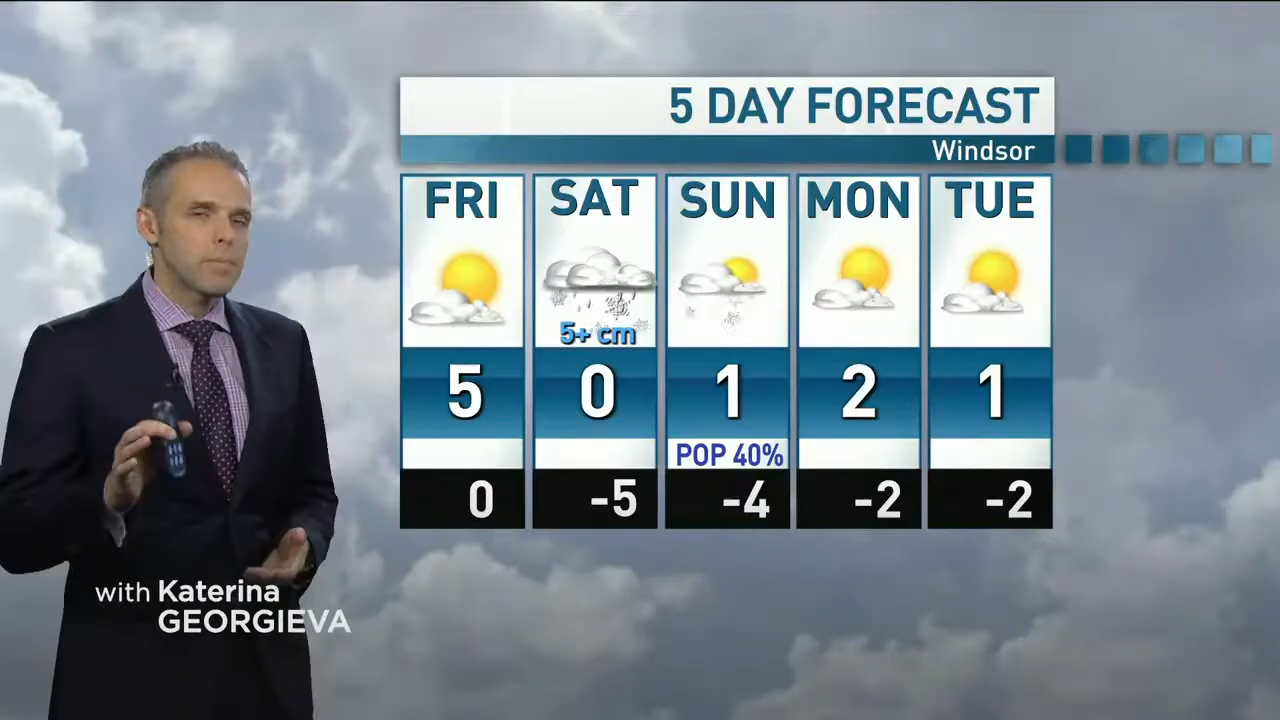 5 DAY FORECAST
Windsor
FRI SAT SUN MON TUE
5+ cm
5 0 1 2 1
POP 40%
0 -5 -4 -2 -2
with Katerina
GEORGIEVA